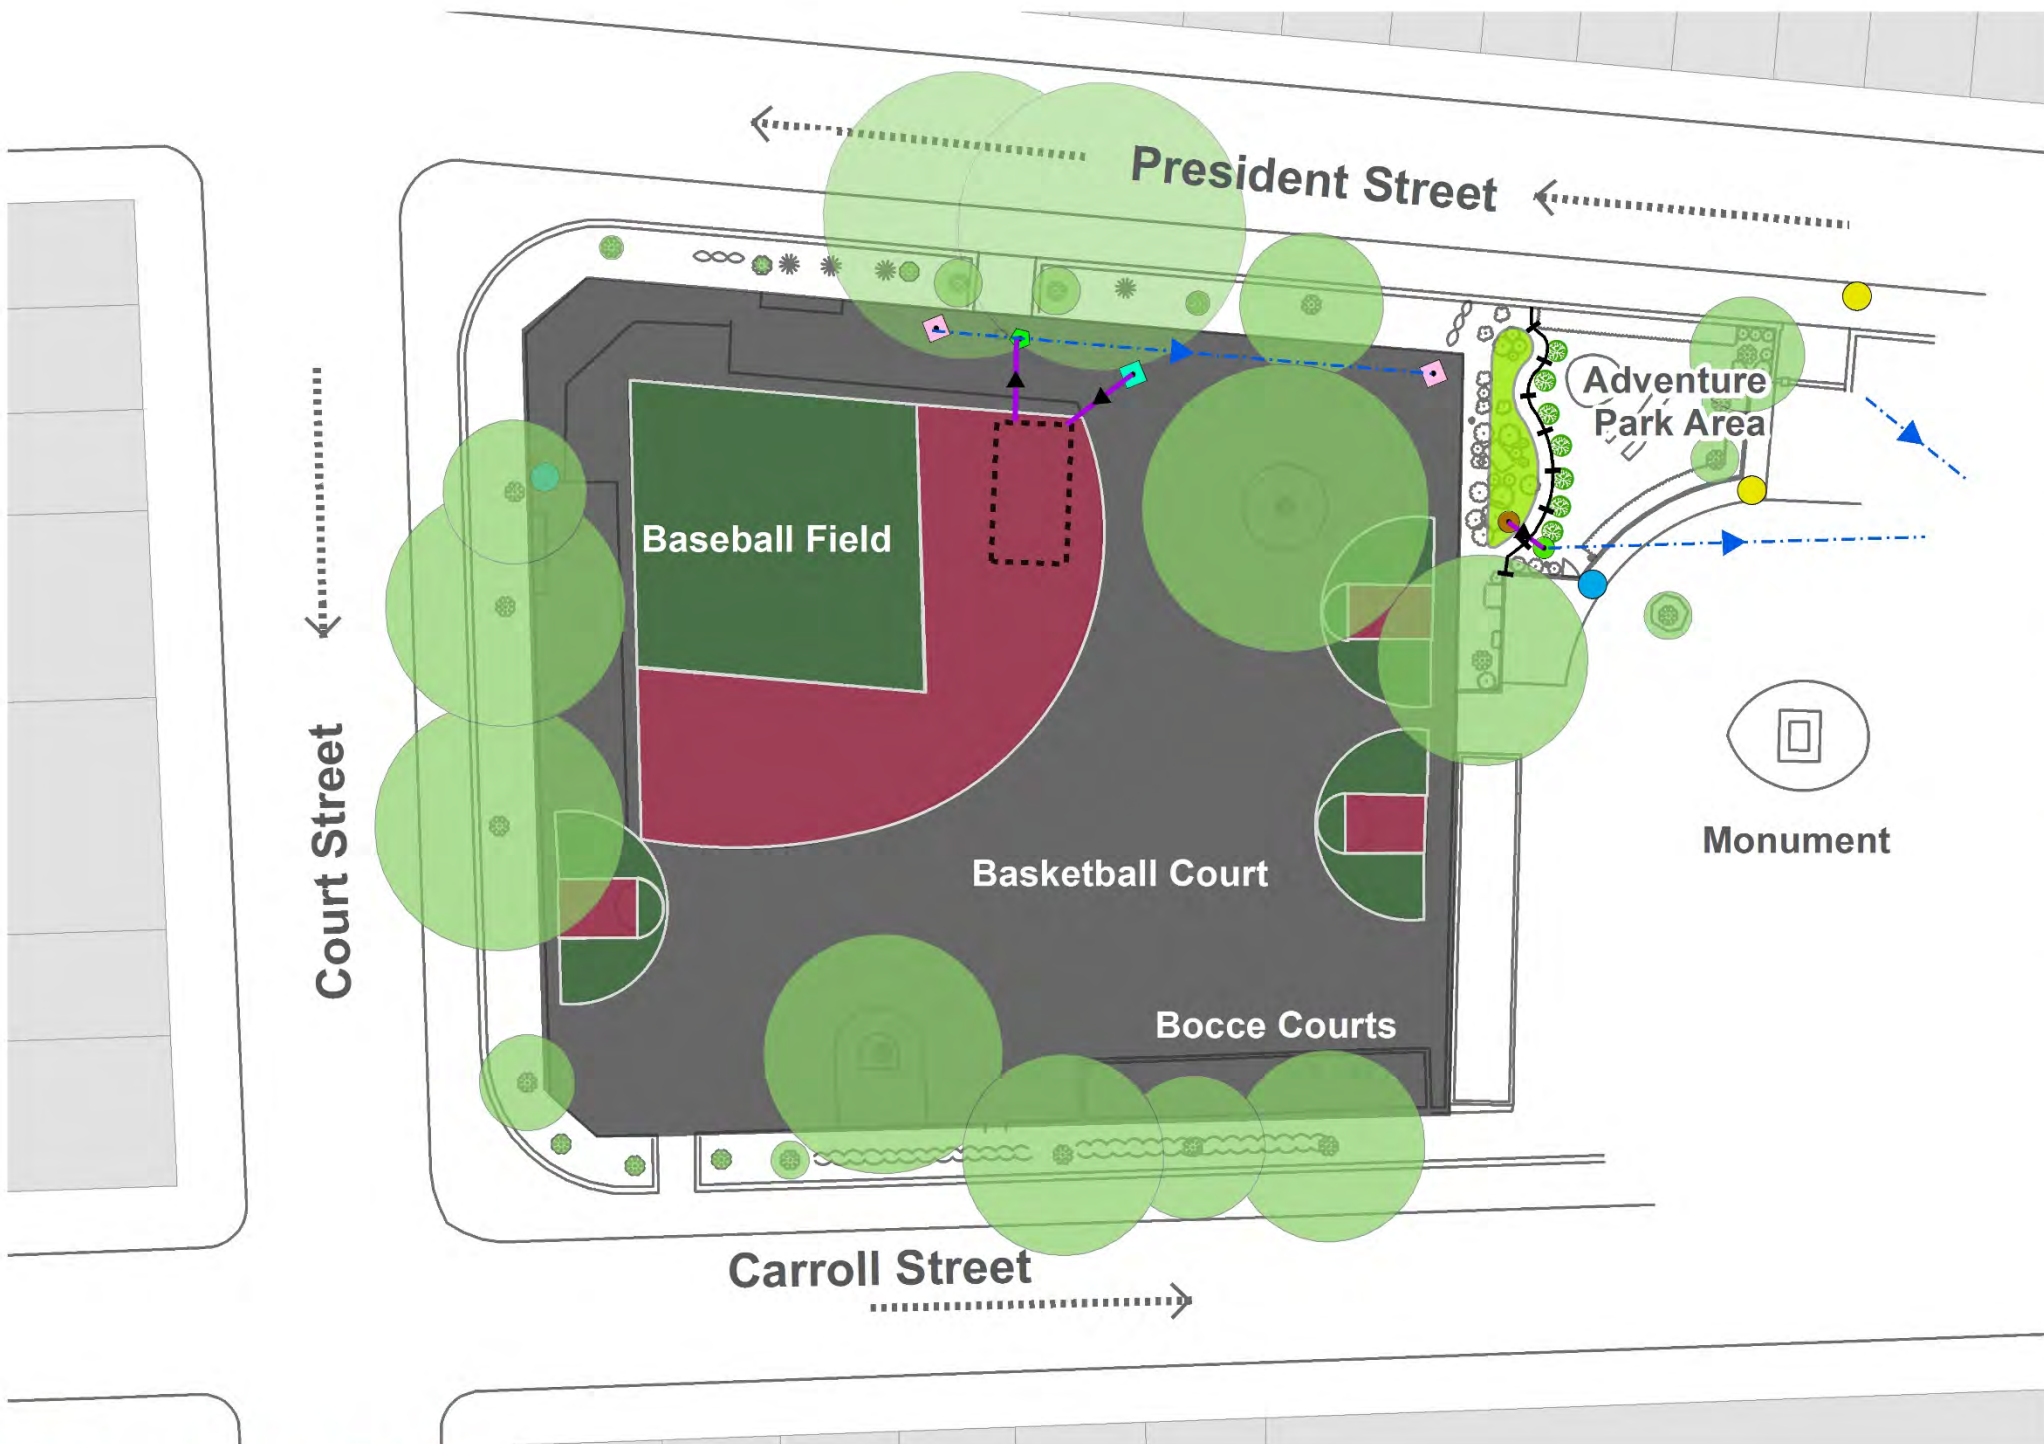 President Street
Adventure
Park Area
Baseball Field
Court Street
Monument
Basketball Court
Bocce Courts
Carroll Street